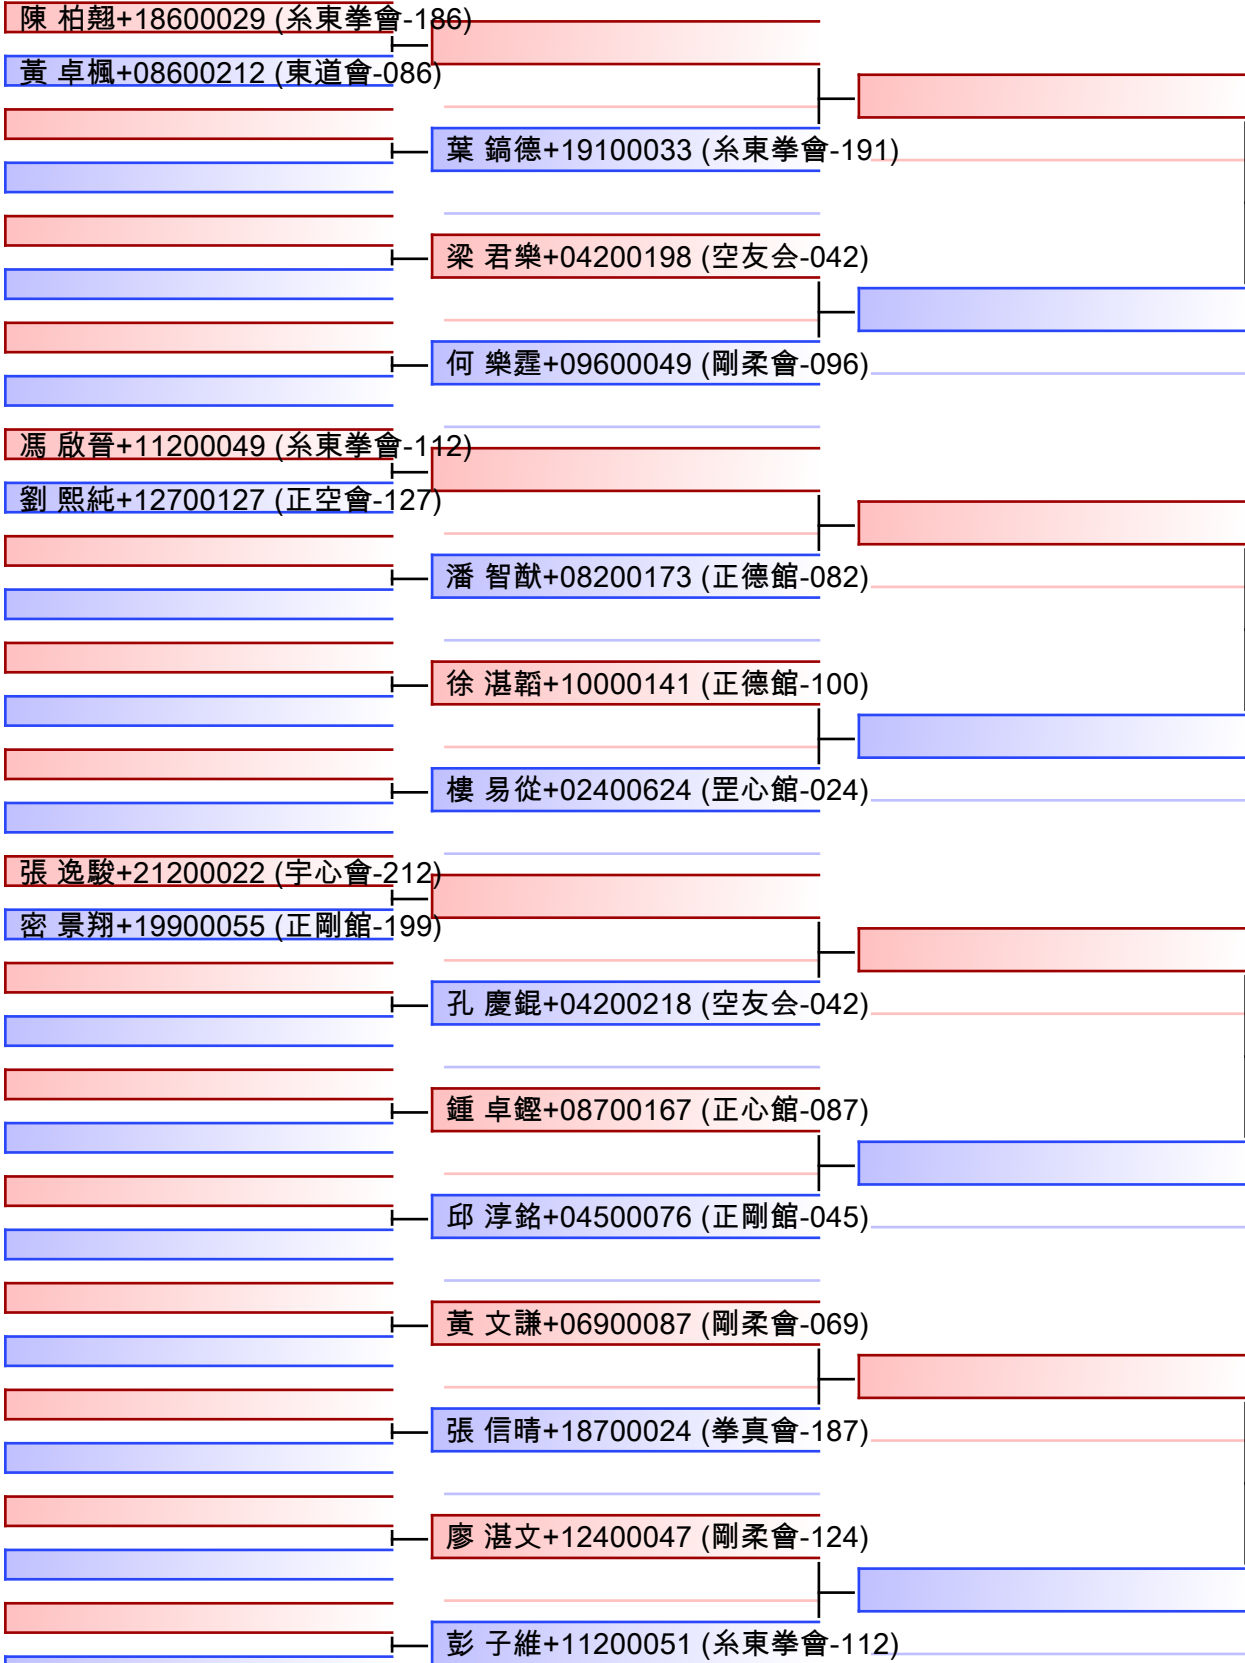 陳 柏翹+18600029 (糸東拳會-186)
黃 卓楓+08600212 (東道會-086)
葉 鎬德+19100033 (糸東拳會-191)
梁 君樂+04200198 (空友会-042)
何 樂霆+09600049 (剛柔會-096)
馮 啟晉+11200049 (糸東拳會-112)
劉 熙純+12700127 (正空會-127)
潘 智猷+08200173 (正德館-082)
徐 湛韜+10000141 (正德館-100)
樓 易從+02400624 (罡心館-024)
張 逸駿+21200022 (宇心會-212)
密 景翔+19900055 (正剛館-199)
孔 慶錕+04200218 (空友会-042)
鍾 卓鏗+08700167 (正心館-087)
邱 淳銘+04500076 (正剛館-045)
黃 文謙+06900087 (剛柔會-069)
張 信晴+18700024 (拳真會-187)
廖 湛文+12400047 (剛柔會-124)
彭 子維+11200051 (糸東拳會-112)